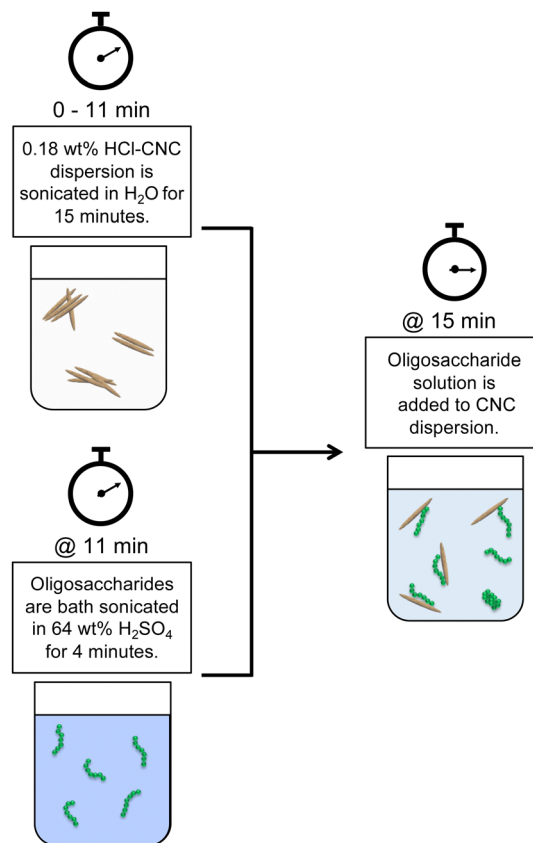 0 - 11 min
0.18 wt% HCl-CNC
dispersion is
sonicated in H₂O for
15 minutes.
@ 11 min
Oligosaccharides
are bath sonicated
in 64 wt% H₂SO₄
for 4 minutes.
@ 15 min
Oligosaccharide
solution is
added to CNC
dispersion.